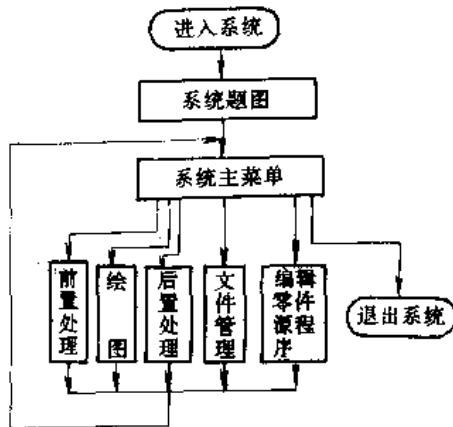 进入系统
系统题图
系统主菜单
前置处理
绘图
后置处理
文件管理
编辑零件源程序
退出系统